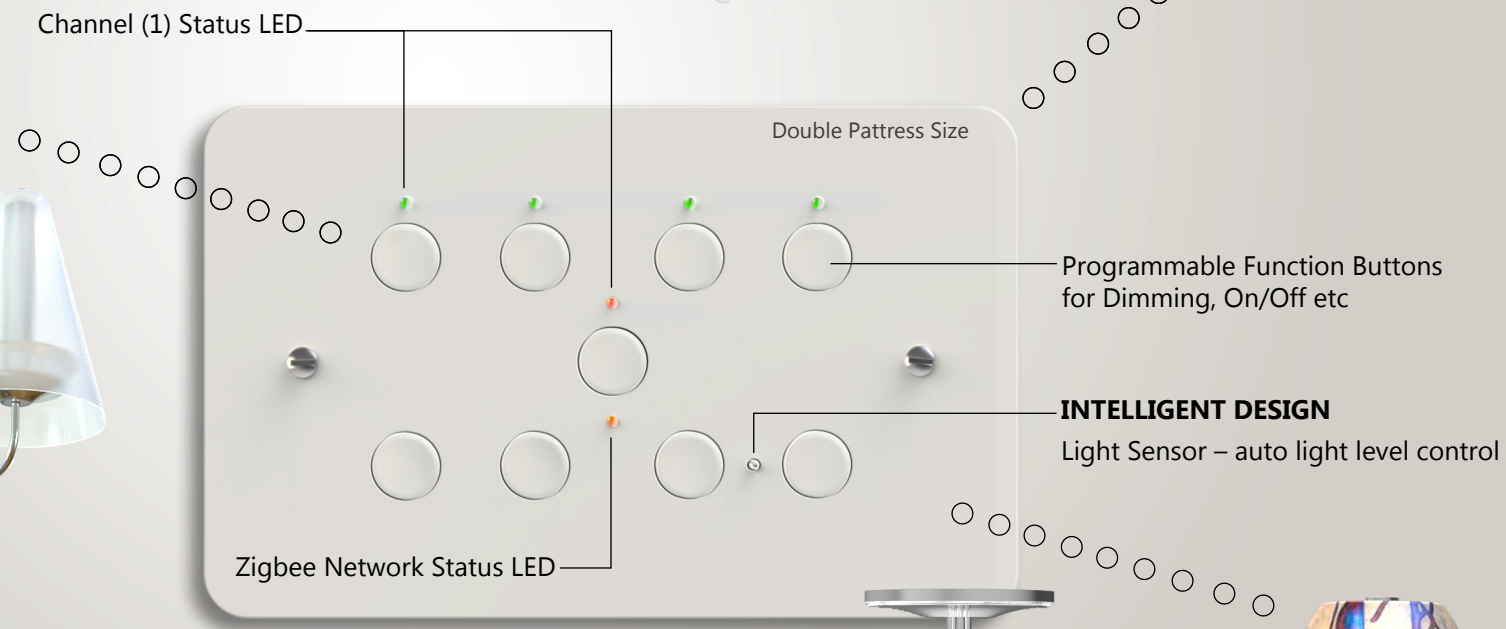 Channel (1) Status LED
Double Pattress Size
Programmable Function Buttons
for Dimming, On/Off etc
INTELLIGENT DESIGN
Light Sensor – auto light level control
Zigbee Network Status LED